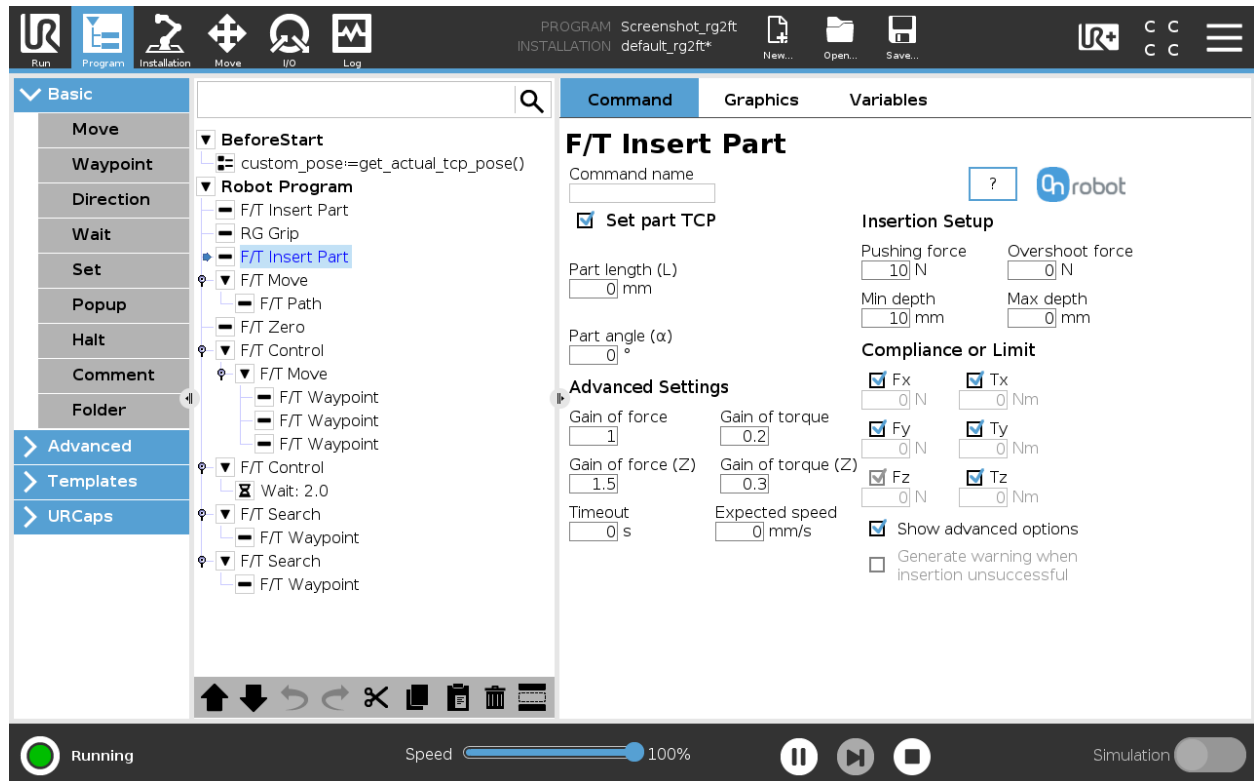 PROGRAM Screenshot_rg2ft
INSTALLATION default_rg2ft*
Run Program Installation Move I/O Log New... Open... Save...
UR+
C C
C C
Basic
Move
Waypoint
Direction
Wait
Set
Popup
Halt
Comment
Folder
Advanced
Templates
URCaps
BeforeStart
custom_pose:=get_actual_tcp_pose()
Robot Program
F/T Insert Part
RG Grip
F/T Insert Part
F/T Move
F/T Path
F/T Zero
F/T Control
F/T Move
F/T Waypoint
F/T Waypoint
F/T Waypoint
F/T Control
Wait: 2.0
F/T Search
F/T Waypoint
F/T Search
F/T Waypoint
Command Graphics Variables
F/T Insert Part
Command name
? On robot
Set part TCP
Part length (L)
0 mm
Part angle (α)
0 °
Advanced Settings
Gain of force Gain of torque
1 0.2
Gain of force (Z) Gain of torque (Z)
1.5 0.3
Timeout Expected speed
0 s 0 mm/s
Insertion Setup
Pushing force Overshoot force
10 N 0 N
Min depth Max depth
10 mm 0 mm
Compliance or Limit
Fx Tx
0 N 0 Nm
Fy Ty
0 N 0 Nm
Fz Tz
0 N 0 Nm
Show advanced options
Generate warning when
insertion unsuccessful
Running Speed 100% Simulation